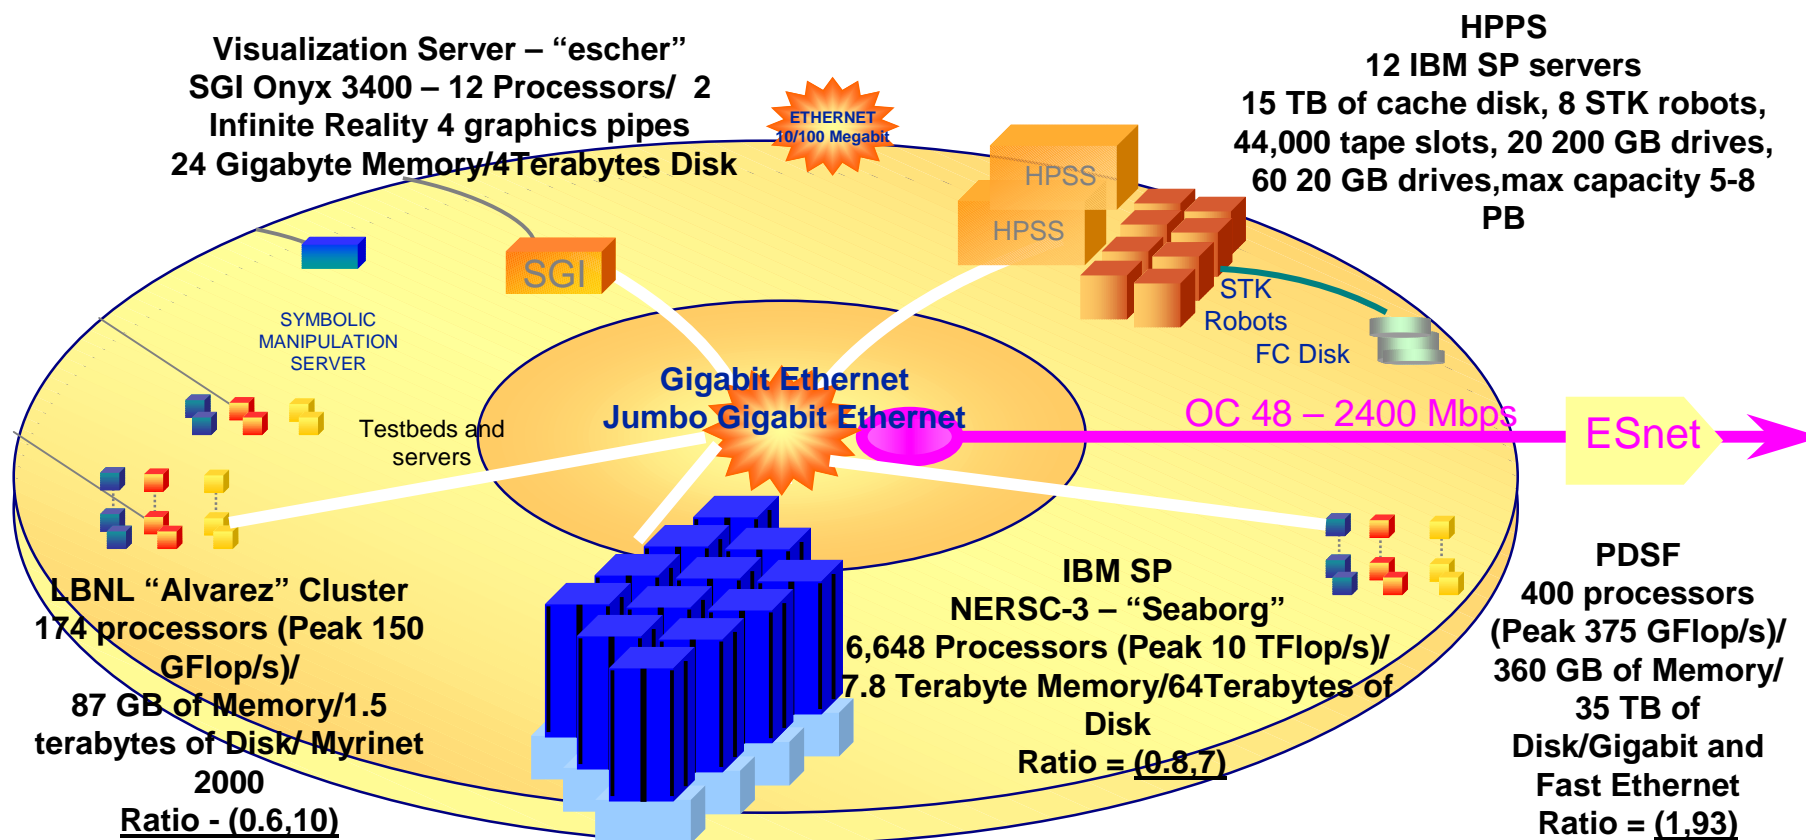 Visualization Server – “escher”
SGI Onyx 3400 – 12 Processors/ 2
Infinite Reality 4 graphics pipes
24 Gigabyte Memory/4Terabytes Disk
ETHERNET
10/100 Megabit
HPPS
12 IBM SP servers
15 TB of cache disk, 8 STK robots,
44,000 tape slots, 20 200 GB drives,
60 20 GB drives,max capacity 5-8
PB
HPSS
HPSS
SGI
STK
Robots
FC Disk
SYMBOLIC
MANIPULATION
SERVER
Gigabit Ethernet
Jumbo Gigabit Ethernet
OC 48 – 2400 Mbps
ESnet
Testbeds and
servers
LBNL “Alvarez” Cluster
174 processors (Peak 150
GFlop/s)/
87 GB of Memory/1.5
terabytes of Disk/ Myrinet
2000
Ratio - (0.6,10)
IBM SP
NERSC-3 – “Seaborg”
6,648 Processors (Peak 10 TFlop/s)/
7.8 Terabyte Memory/64Terabytes of
Disk
Ratio = (0.8,7)
PDSF
400 processors
(Peak 375 GFlop/s)/
360 GB of Memory/
35 TB of
Disk/Gigabit and
Fast Ethernet
Ratio = (1,93)